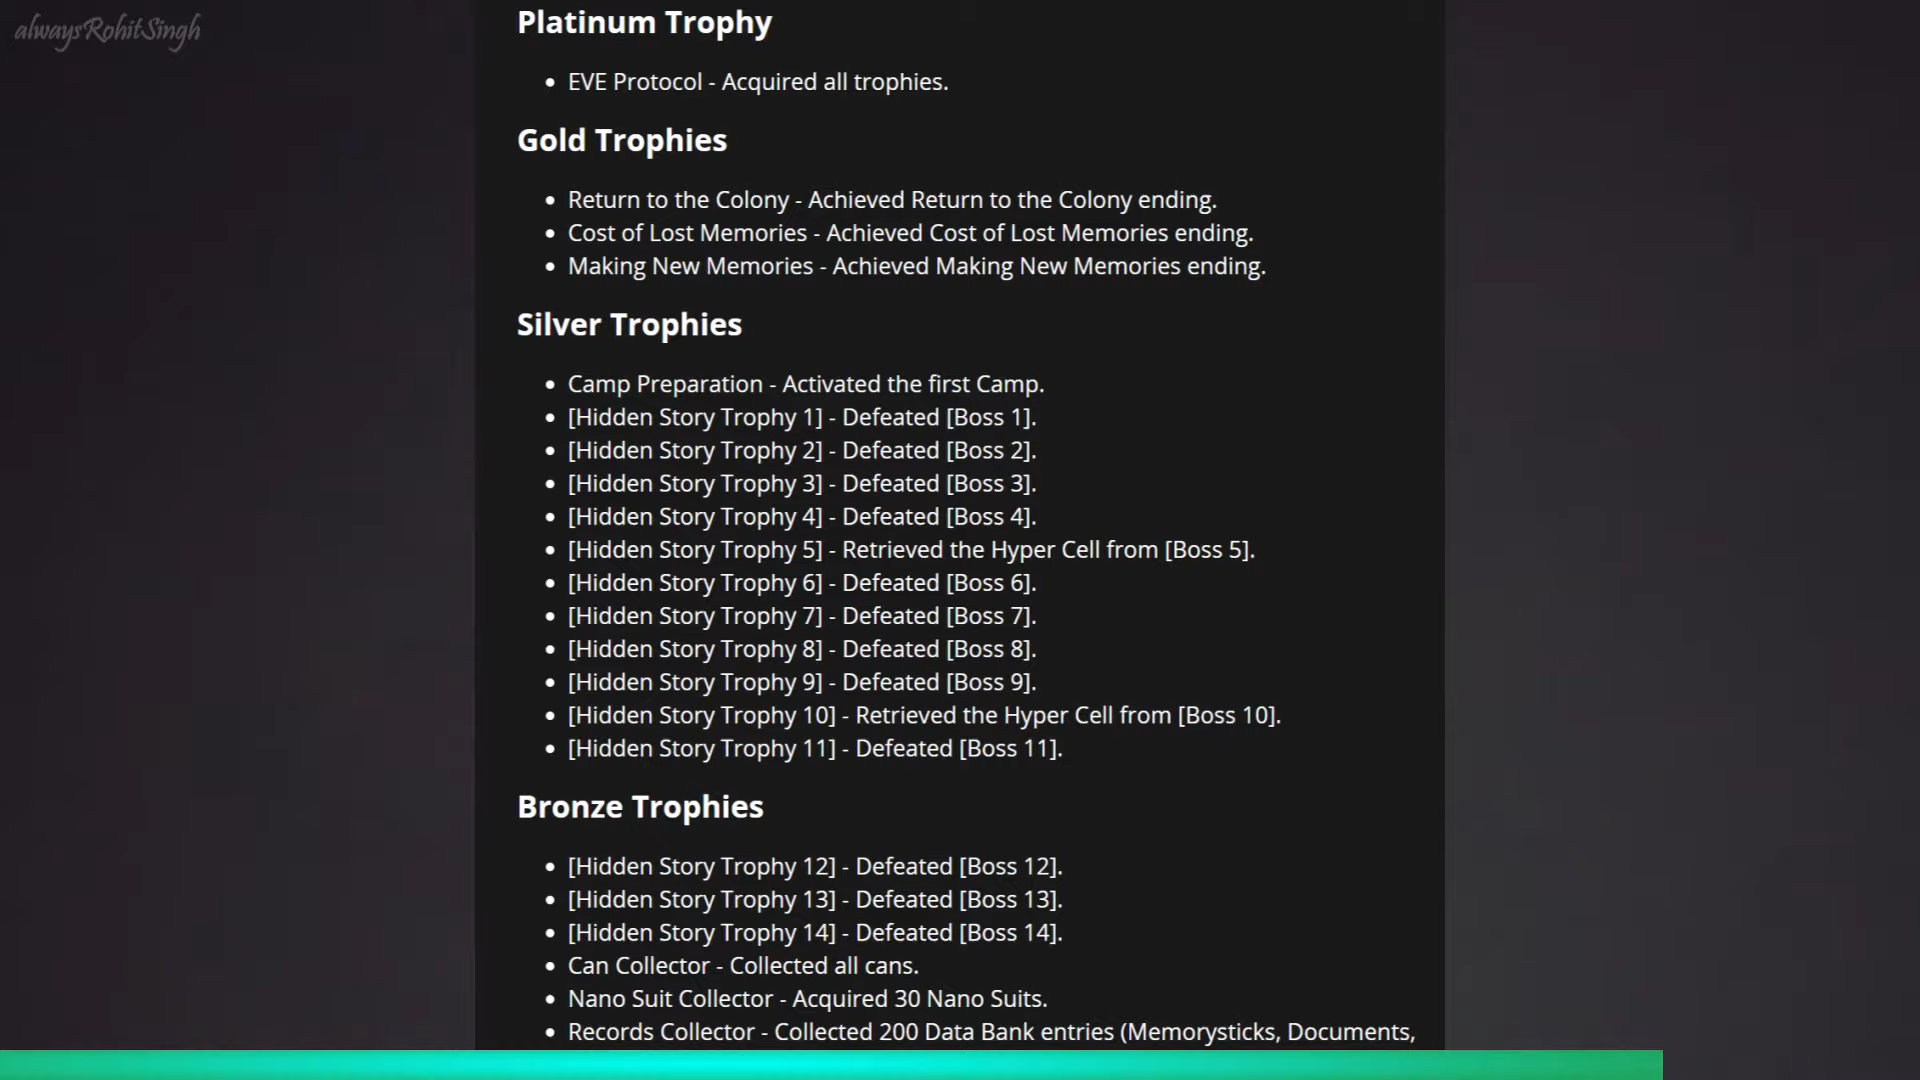 alwaysRohitSingh
Platinum Trophy
• EVE Protocol - Acquired all trophies.
Gold Trophies
• Return to the Colony - Achieved Return to the Colony ending.
• Cost of Lost Memories - Achieved Cost of Lost Memories ending.
• Making New Memories - Achieved Making New Memories ending.
Silver Trophies
• Camp Preparation - Activated the first Camp.
• [Hidden Story Trophy 1] - Defeated [Boss 1].
• [Hidden Story Trophy 2] - Defeated [Boss 2].
• [Hidden Story Trophy 3] - Defeated [Boss 3].
• [Hidden Story Trophy 4] - Defeated [Boss 4].
• [Hidden Story Trophy 5] - Retrieved the Hyper Cell from [Boss 5].
• [Hidden Story Trophy 6] - Defeated [Boss 6].
• [Hidden Story Trophy 7] - Defeated [Boss 7].
• [Hidden Story Trophy 8] - Defeated [Boss 8].
• [Hidden Story Trophy 9] - Defeated [Boss 9].
• [Hidden Story Trophy 10] - Retrieved the Hyper Cell from [Boss 10].
• [Hidden Story Trophy 11] - Defeated [Boss 11].
Bronze Trophies
• [Hidden Story Trophy 12] - Defeated [Boss 12].
• [Hidden Story Trophy 13] - Defeated [Boss 13].
• [Hidden Story Trophy 14] - Defeated [Boss 14].
• Can Collector - Collected all cans.
• Nano Suit Collector - Acquired 30 Nano Suits.
• Records Collector - Collected 200 Data Bank entries (Memorysticks, Documents,